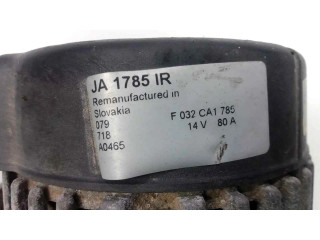 JA 1785 IR
Remanufactured in
Slovakia
079 F 032 CA1 785
718 14 V 80 A
A0465